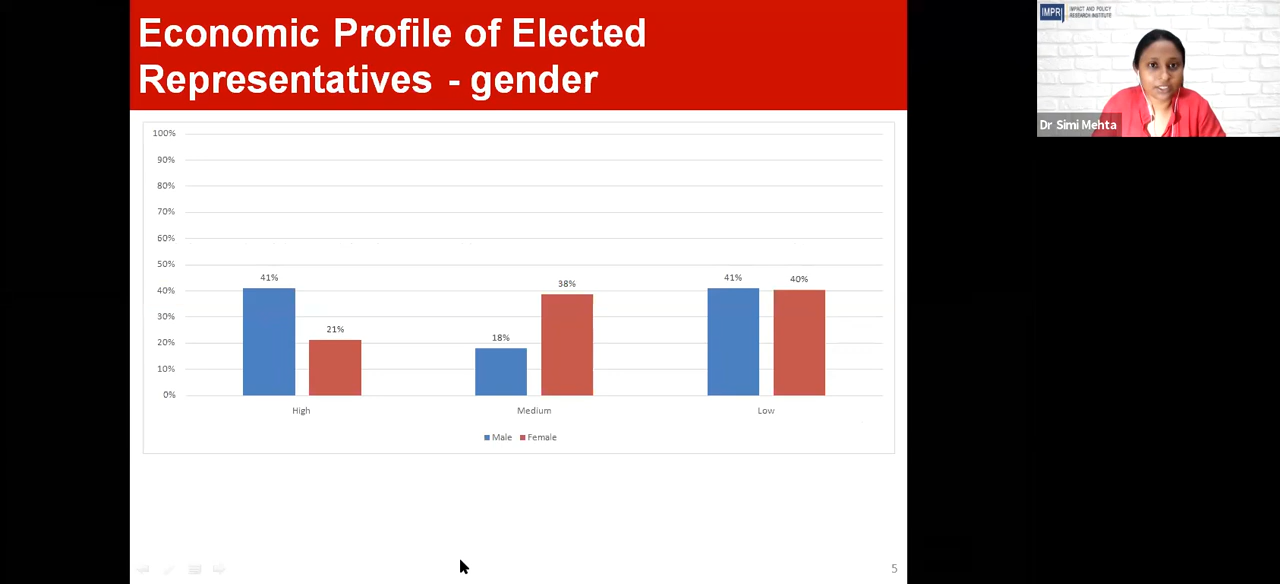 Economic Profile of Elected
Representatives - gender
100%
90%
80%
70%
60%
50%
40%
30%
20%
10%
0%
41%
21%
18%
38%
41%
40%
High
Medium
Low
Male
Female
5
IMPRI
IMPACT AND POLICY
RESEARCH INSTITUTE
Dr Simi Mehta